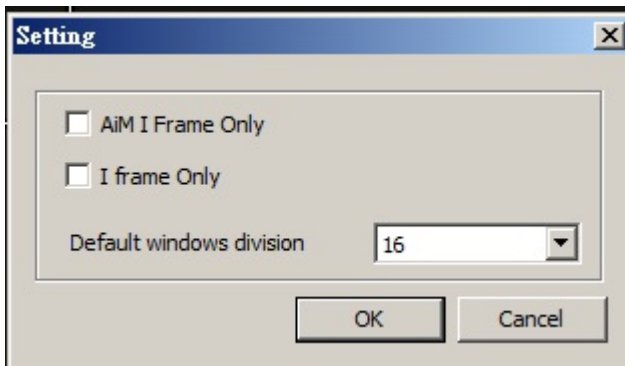 Setting
AiM I Frame Only
I frame Only
Default windows division 16
OK Cancel